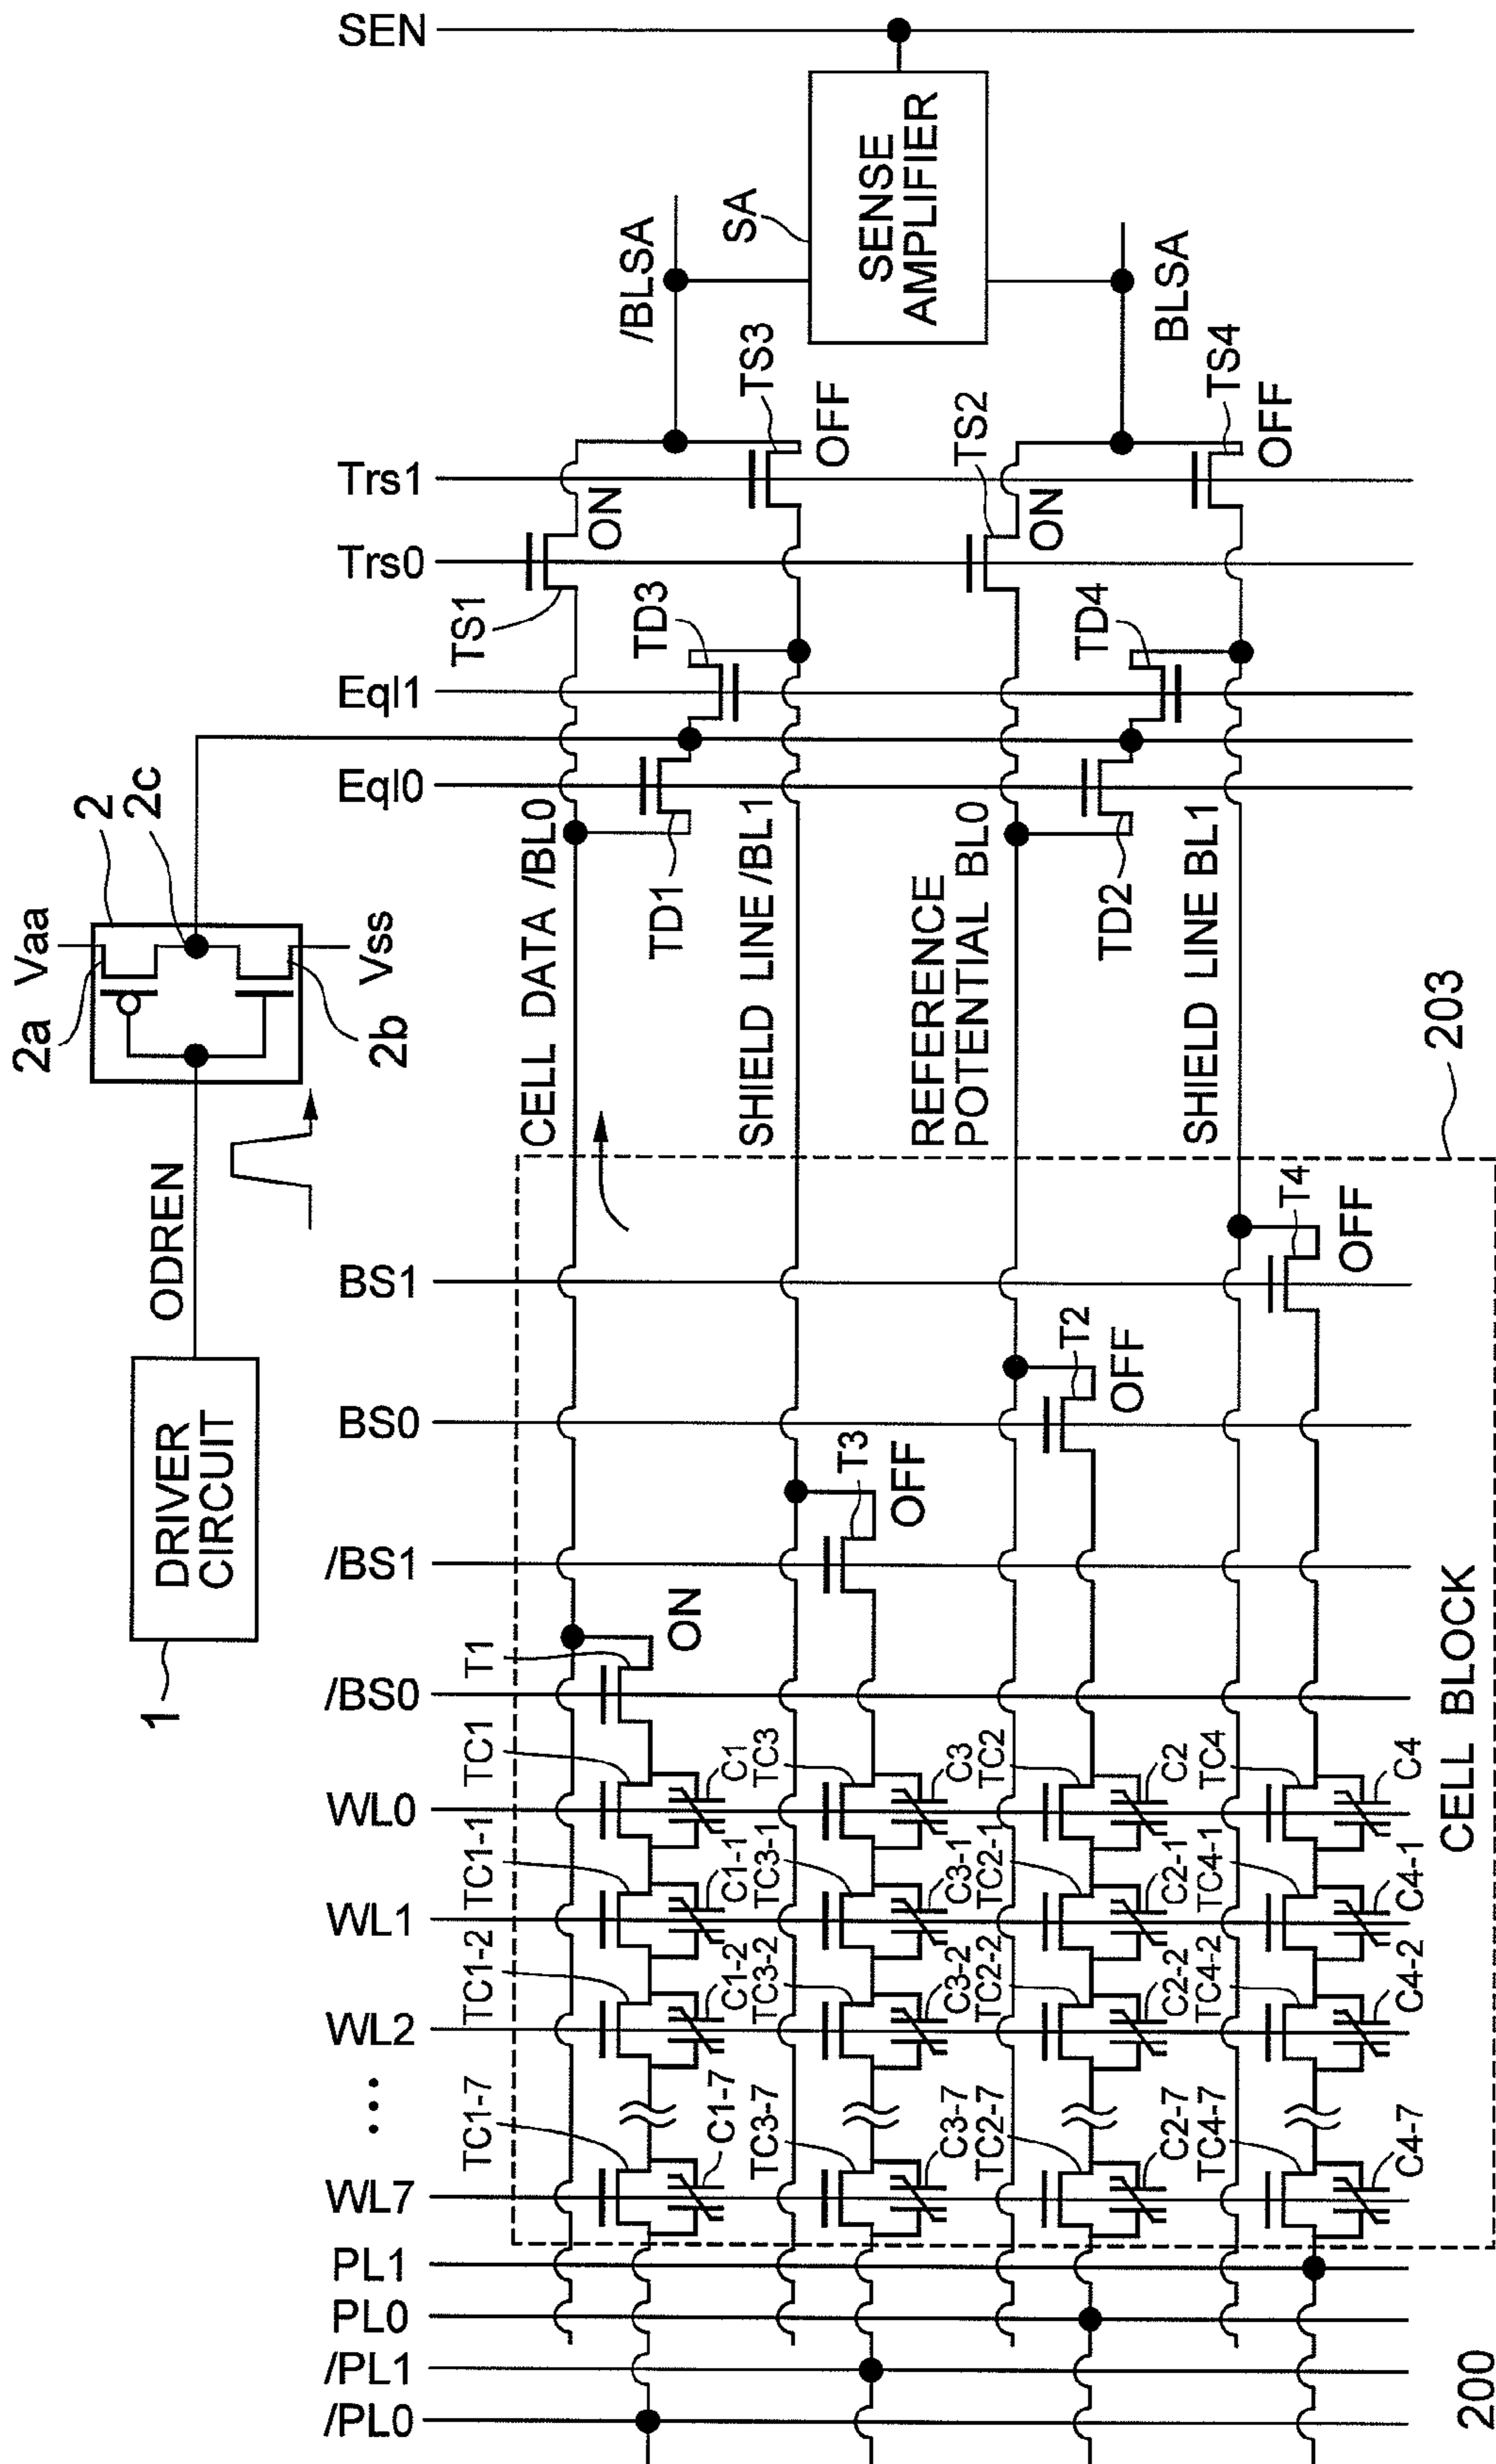 SEN
SENSE
AMPLIFIER
SA
/BLSA
BLSA
Trs1
Trs0
TS3
OFF
TS4
OFF
TS1
ON
TS2
ON
Eql1
Eql0
TD3
TD1
TD4
TD2
2
2c
Vaa
Vss
2a
2b
ODREN
DRIVER
CIRCUIT
1
CELL DATA /BL0
SHIELD LINE /BL1
REFERENCE
POTENTIAL BL0
SHIELD LINE BL1
203
BS1
BS0
/BS1
/BS0
T4
OFF
T2
OFF
T3
OFF
T1
ON
WL0
TC1
C1
TC3
C3
TC2
C2
TC4
C4
WL1
TC1-1
C1-1
TC3-1
C3-1
TC2-1
C2-1
TC4-1
C4-1
WL2
TC1-2
C1-2
TC3-2
C3-2
TC2-2
C2-2
TC4-2
C4-2
...
WL7
TC1-7
C1-7
TC3-7
C3-7
TC2-7
C2-7
TC4-7
C4-7
CELL BLOCK
PL1
PL0
/PL1
/PL0
200